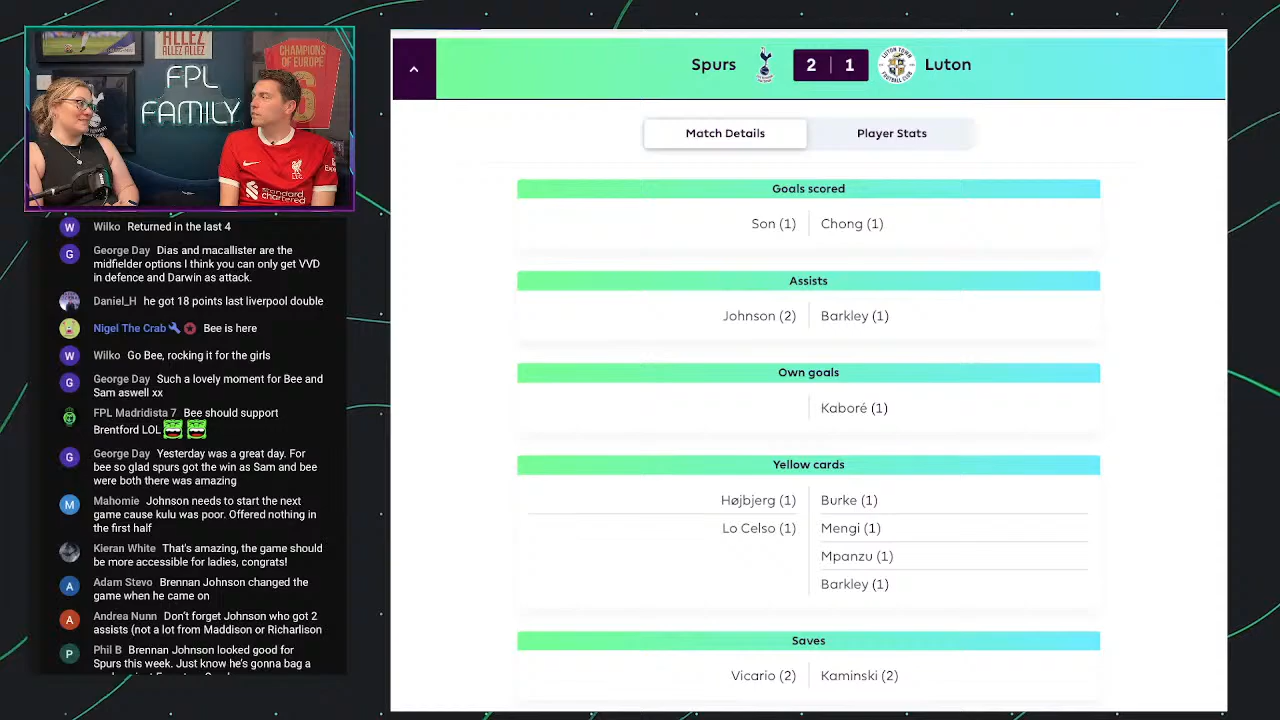 ALLEZ
ALLEZ ALLEZ
CHAMPIONS
OF EUROPE
6
FPL
FAMILY
standard
chartered
Spurs
2 | 1
Luton
Match Details
Player Stats
Goals scored
Son (1)
Chong (1)
Assists
Johnson (2)
Barkley (1)
Own goals
Kaboré (1)
Yellow cards
Højbjerg (1)
Burke (1)
Lo Celso (1)
Mengi (1)
Mpanzu (1)
Barkley (1)
Saves
Vicario (2)
Kaminski (2)
W Wilko Returned in the last 4
G George Day Dias and macallister are the
midfielder options I think you can only get VVD
in defence and Darwin as attack.
Daniel_H he got 18 points last liverpool double
Nigel The Crab Bee is here
W Wilko Go Bee, rocking it for the girls
G George Day Such a lovely moment for Bee and
Sam aswell xx
FPL Madridista 7 Bee should support
Brentford LOL
G George Day Yesterday was a great day. For
bee so glad spurs got the win as Sam and bee
were both there was amazing
M Mahomie Johnson needs to start the next
game cause kulu was poor. Offered nothing in
the first half
Kieran White That's amazing, the game should
be more accessible for ladies, congrats!
A Adam Stevo Brennan Johnson changed the
game when he came on
A Andrea Nunn Don't forget Johnson who got 2
assists (not a lot from Maddison or Richarlison
P Phil B Brennan Johnson looked good for
Spurs this week. Just know he's gonna bag a